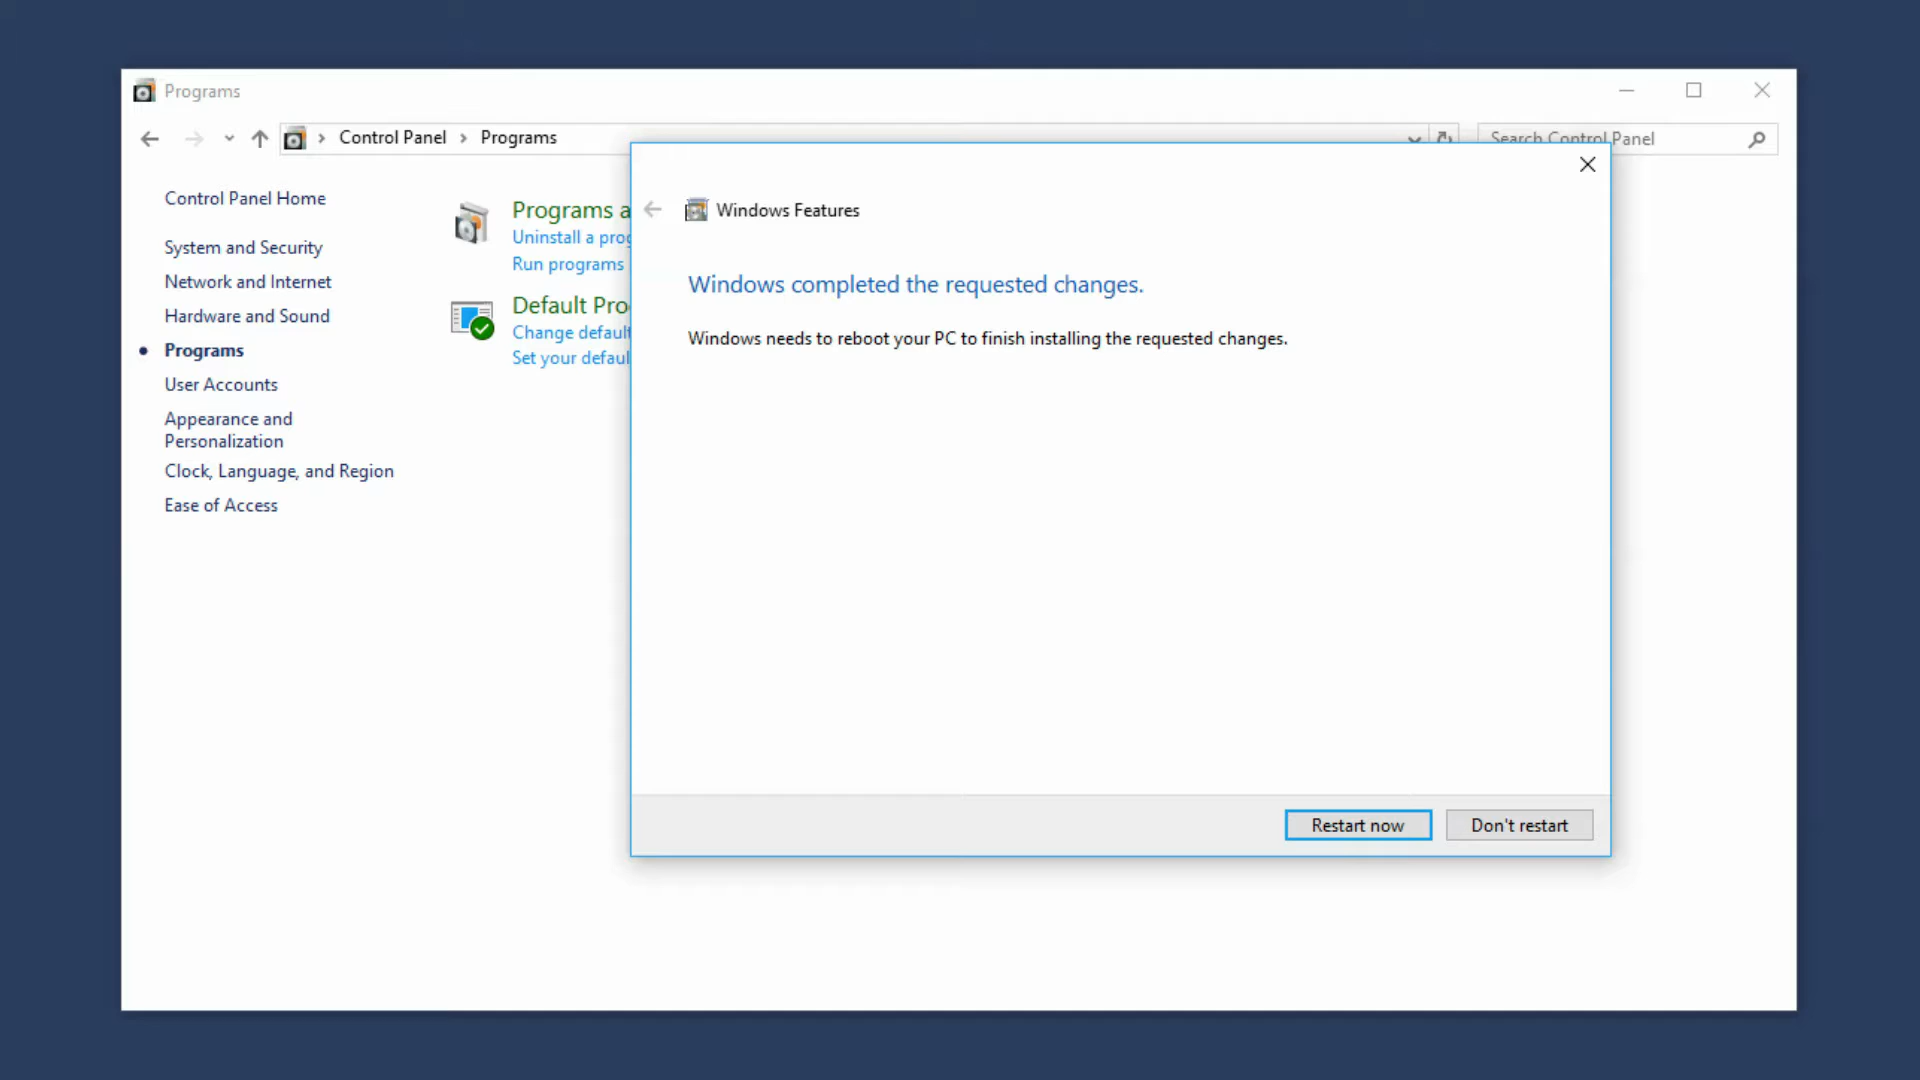 Programs
Control Panel
Programs
Search Control Panel
Control Panel Home
System and Security
Network and Internet
Hardware and Sound
Programs
User Accounts
Appearance and
Personalization
Clock, Language, and Region
Ease of Access
Programs a
Uninstall a prog
Run programs
Default Pro
Change default
Set your defaul
Windows Features
Windows completed the requested changes.
Windows needs to reboot your PC to finish installing the requested changes.
Restart now
Don't restart